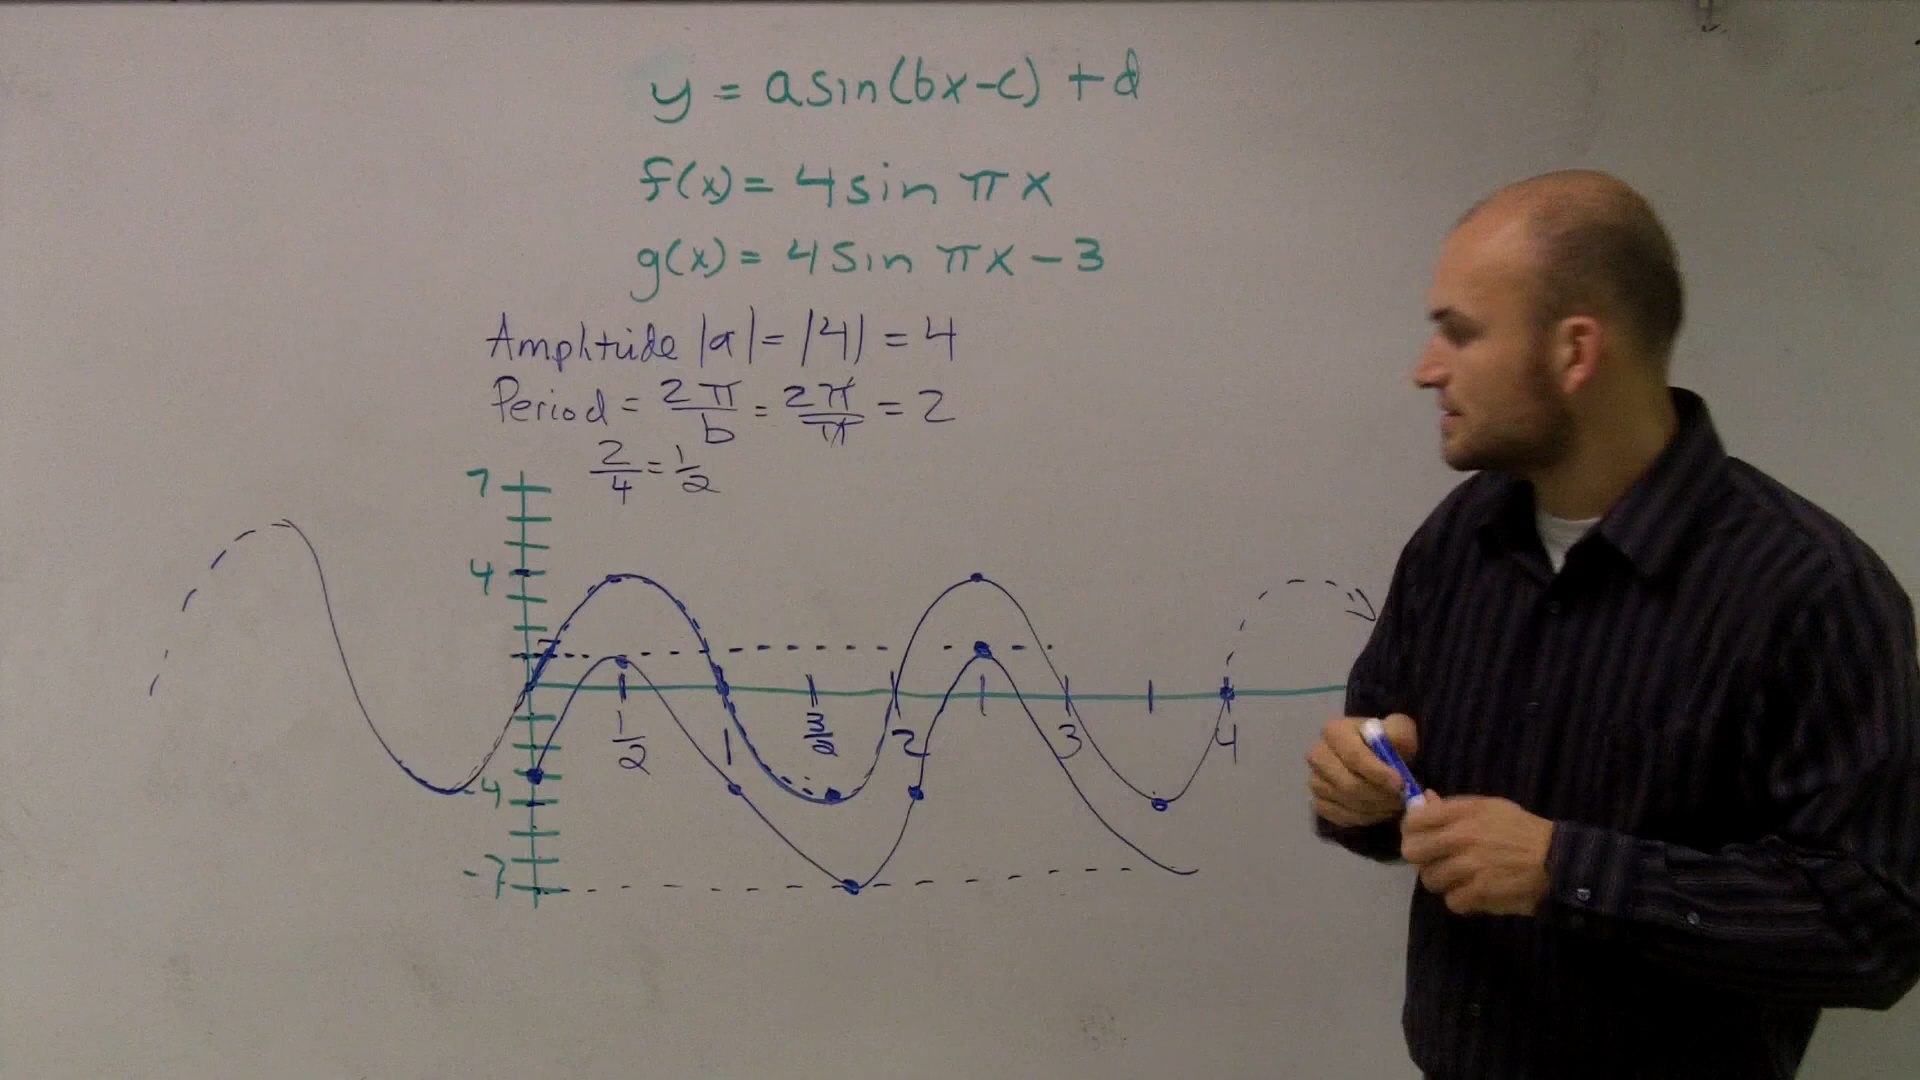 y = a sin(bx-c) + d
f(x) = 4 sin πx
g(x) = 4 sin πx - 3
Ampltude |a| = |4| = 4
Period = 2π/b = 2π/π = 2
2/4 = 1/2
7
4
1/2
1
3/2
2
3
4
-4
-7